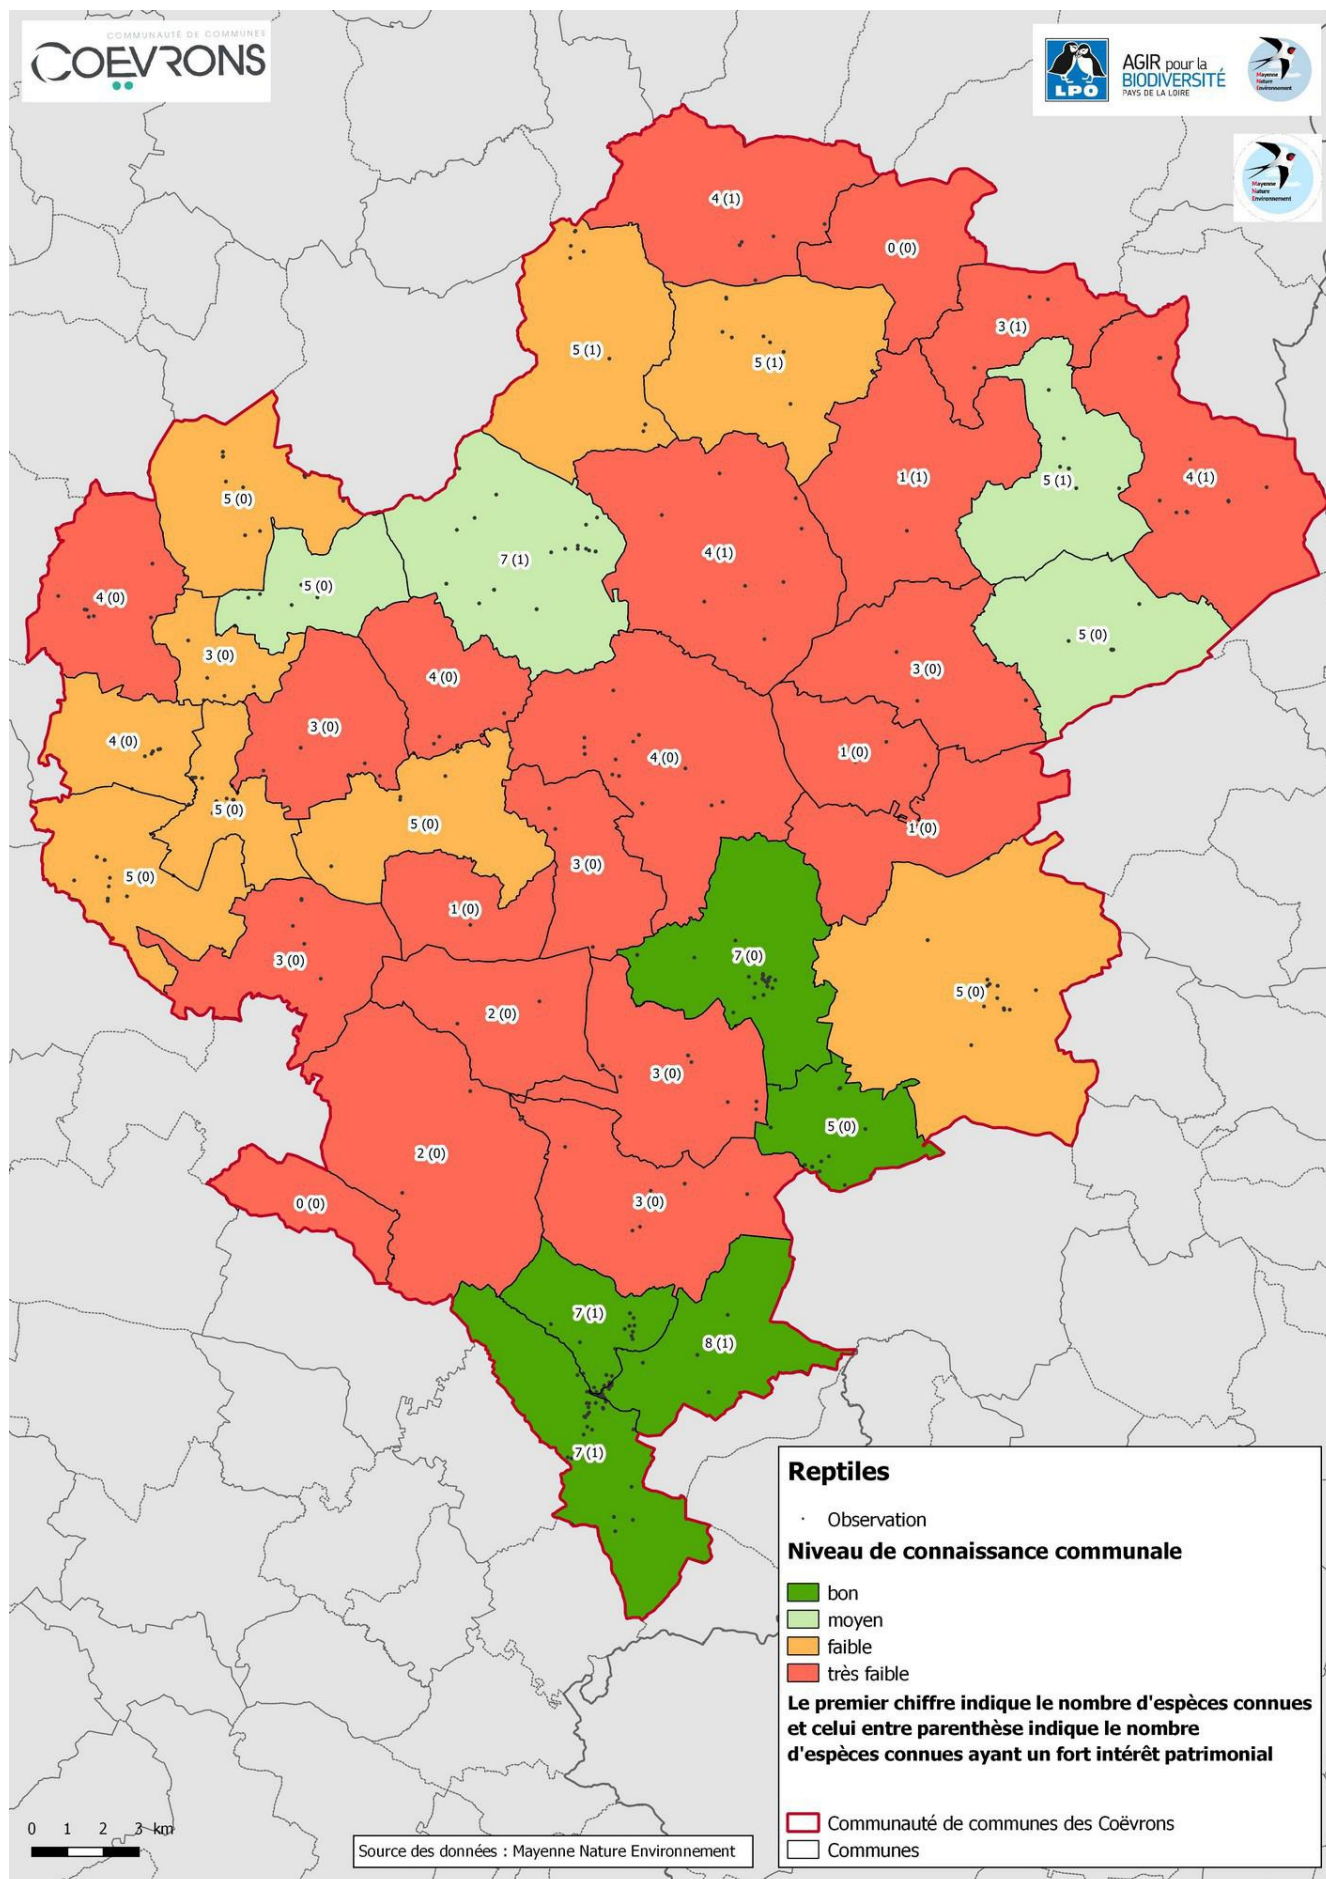 COMMUNAUTÉ DE COMMUNES
COEVRONS
LPO
AGIR pour la
BIODIVERSITÉ
PAYS DE LA LOIRE
Mayenne
Nature
Environnement
Mayenne
Nature
Environnement
4 (1)
0 (0)
3 (1)
5 (1)
5 (1)
1 (1)
5 (1)
4 (1)
5 (0)
7 (1)
4 (1)
5 (0)
4 (0)
5 (0)
3 (0)
4 (0)
3 (0)
3 (0)
4 (0)
4 (0)
1 (0)
5 (0)
5 (0)
1 (0)
5 (0)
3 (0)
1 (0)
3 (0)
7 (0)
5 (0)
2 (0)
3 (0)
5 (0)
2 (0)
0 (0)
3 (0)
7 (1)
8 (1)
7 (1)
Reptiles
Observation
Niveau de connaissance communale
bon
moyen
faible
très faible
Le premier chiffre indique le nombre d'espèces connues
et celui entre parenthèse indique le nombre
d'espèces connues ayant un fort intérêt patrimonial
Communauté de communes des Coëvrons
Communes
0 1 2 3 km
Source des données : Mayenne Nature Environnement